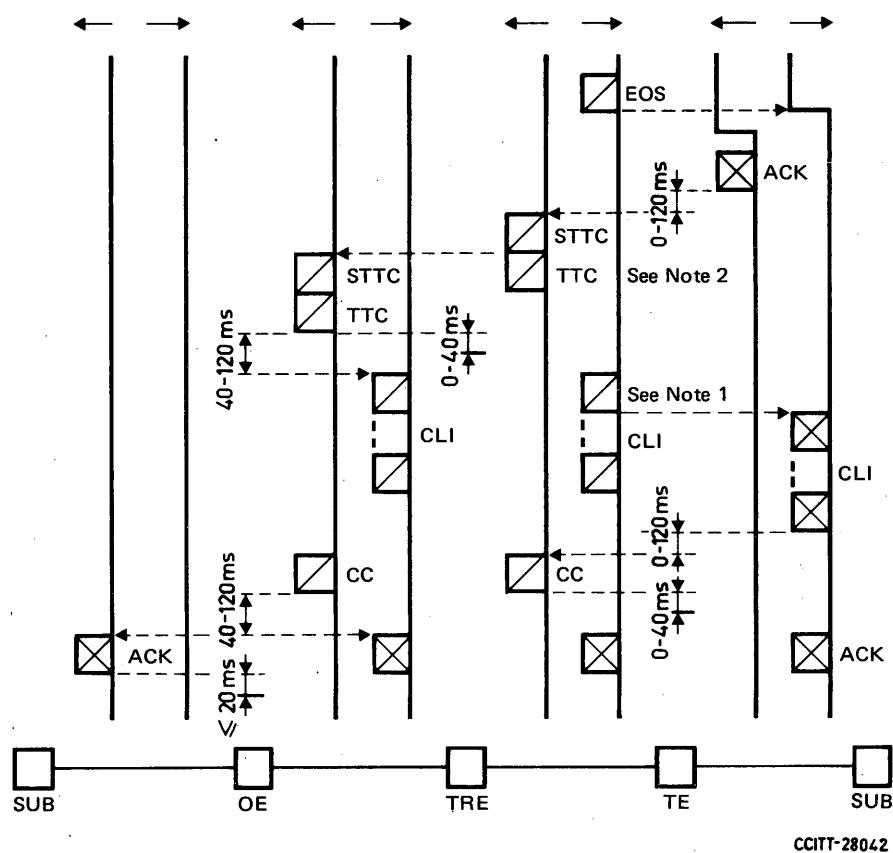 EOS
ACK
0-120ms
STTC
STTC
TTC See Note 2
TTC
40-120ms
0-40ms
See Note 1
CLI
CLI
CLI
0-120ms
CC
CC
40-120ms
0-40ms
ACK
ACK
≤ 20ms
SUB OE TRE TE SUB
CCITT-28042